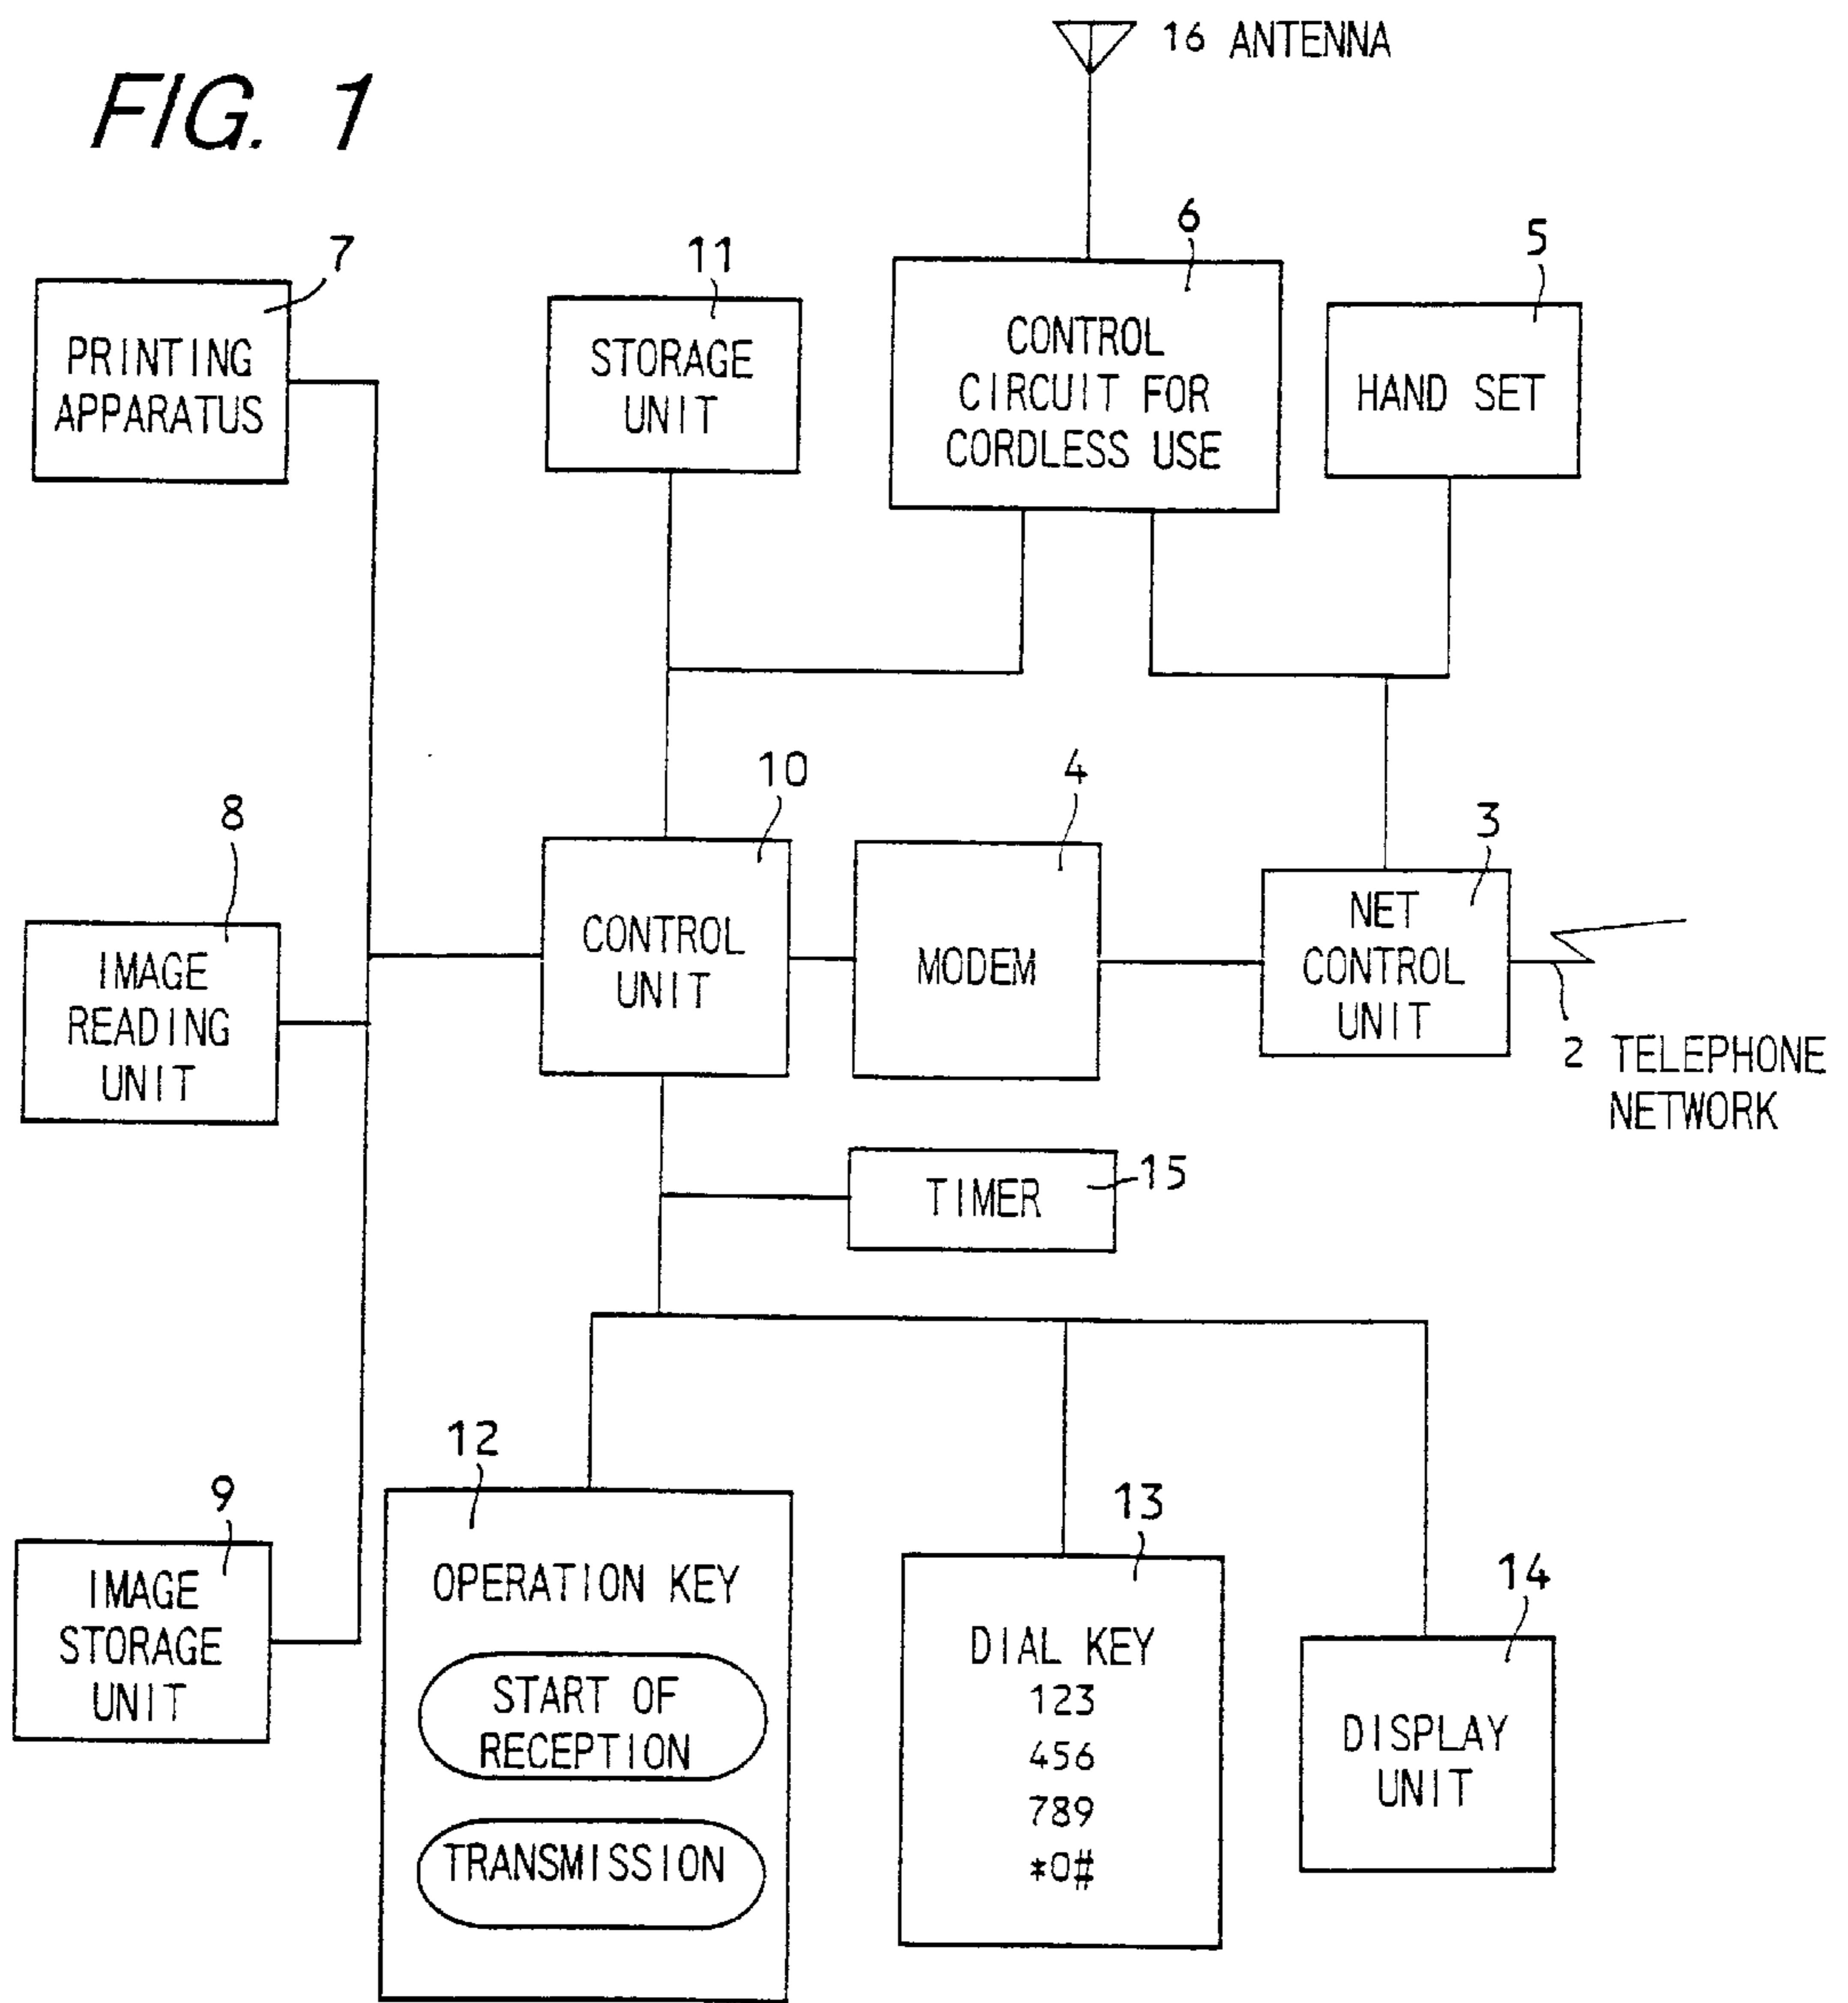 FIG. 1
16 ANTENNA
7
PRINTING
APPARATUS
11
STORAGE
UNIT
6
CONTROL
CIRCUIT FOR
CORDLESS USE
5
HAND SET
8
IMAGE
READING
UNIT
10
CONTROL
UNIT
4
MODEM
3
NET
CONTROL
UNIT
2 TELEPHONE
NETWORK
TIMER
15
9
IMAGE
STORAGE
UNIT
12
OPERATION KEY
START OF
RECEPTION
TRANSMISSION
13
DIAL KEY
123
456
789
*0#
14
DISPLAY
UNIT